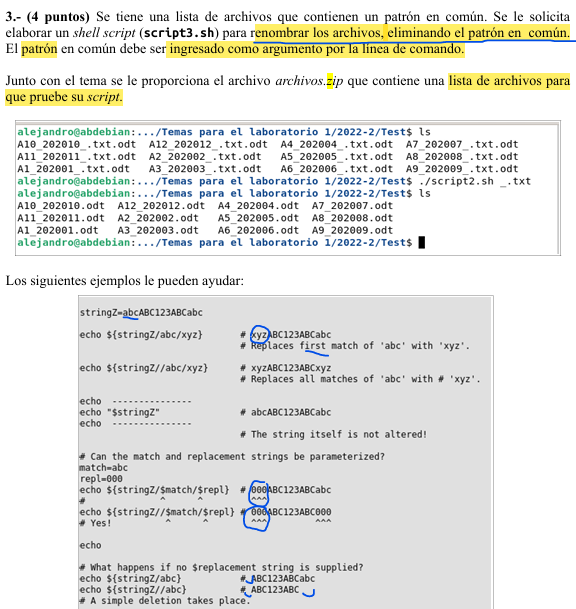 3.- (4 puntos) Se tiene una lista de archivos que contienen un patrón en común. Se le solicita
elaborar un shell script (script3.sh) para renombrar los archivos, eliminando el patrón en común.
El patrón en común debe ser ingresado como argumento por la línea de comando.
Junto con el tema se le proporciona el archivo archivos.zip que contiene una lista de archivos para
que pruebe su script.
alejandro@abdebian:.../Temas para el laboratorio 1/2022-2/Test$ ls
A10_202010_.txt.odt A12_202012_.txt.odt A4_202004_.txt.odt A7_202007_.txt.odt
A11_202011_.txt.odt A2_202002_.txt.odt A5_202005_.txt.odt A8_202008_.txt.odt
A1_202001_.txt.odt A3_202003_.txt.odt A6_202006_.txt.odt A9_202009_.txt.odt
alejandro@abdebian:.../Temas para el laboratorio 1/2022-2/Test$ ./script2.sh _.txt
alejandro@abdebian:.../Temas para el laboratorio 1/2022-2/Test$ ls
A10_202010.odt A12_202012.odt A4_202004.odt A7_202007.odt
A11_202011.odt A2_202002.odt A5_202005.odt A8_202008.odt
A1_202001.odt A3_202003.odt A6_202006.odt A9_202009.odt
alejandro@abdebian:.../Temas para el laboratorio 1/2022-2/Test$
Los siguientes ejemplos le pueden ayudar:
stringZ=abcABC123ABCabc
echo ${stringZ/abc/xyz} # xyzABC123ABCabc
# Replaces first match of 'abc' with 'xyz'.
echo ${stringZ//abc/xyz} # xyzABC123ABCxyz
# Replaces all matches of 'abc' with # 'xyz'.
echo ---------------
echo "$stringZ" # abcABC123ABCabc
echo ---------------
# The string itself is not altered!
# Can the match and replacement strings be parameterized?
match=abc
repl=000
echo ${stringZ/$match/$repl} # 000ABC123ABCabc
# ^ ^ ^^^
echo ${stringZ//$match/$repl} # 000ABC123ABC000
# Yes! ^ ^ ^^^ ^^^
echo
# What happens if no $replacement string is supplied?
echo ${stringZ/abc} # ABC123ABCabc
echo ${stringZ//abc} # ABC123ABC
# A simple deletion takes place.